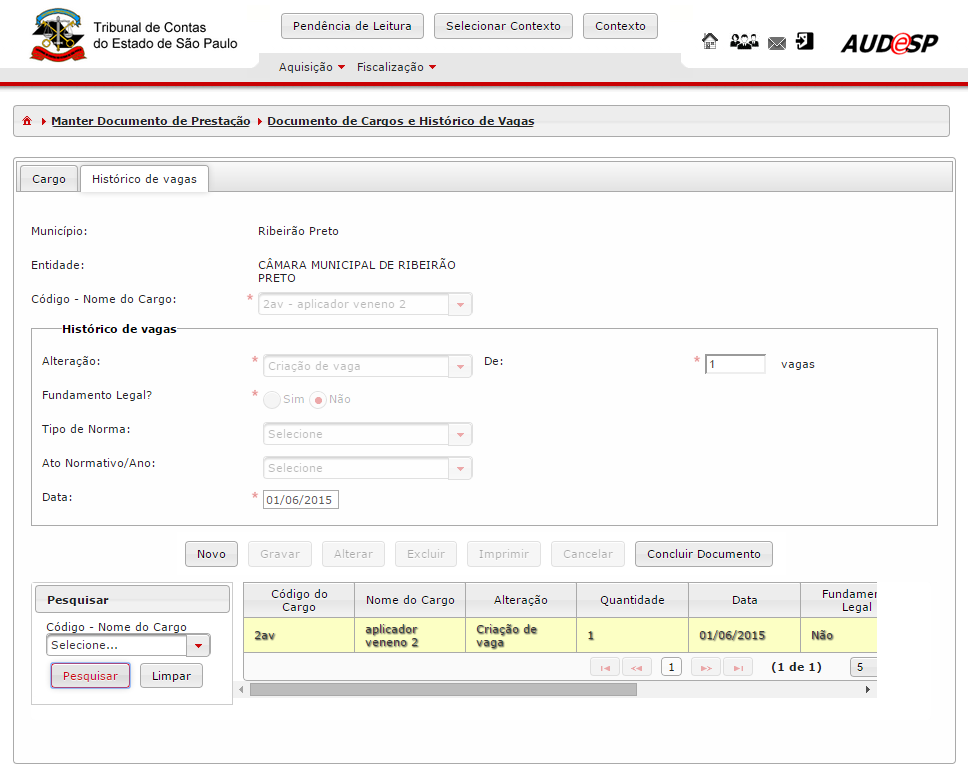 Tribunal de Contas
do Estado de São Paulo
Pendência de Leitura
Selecionar Contexto
Contexto
AUDeSP
Aquisição
Fiscalização
Manter Documento de Prestação
Documento de Cargos e Histórico de Vagas
Cargo
Histórico de vagas
Município:
Ribeirão Preto
Entidade:
CÂMARA MUNICIPAL DE RIBEIRÃO
PRETO
Código - Nome do Cargo:
* 2av - aplicador veneno 2
Histórico de vagas
Alteração:
* Criação de vaga
De:
* 1 vagas
Fundamento Legal?
* Sim Não
Tipo de Norma:
Selecione
Ato Normativo/Ano:
Selecione
Data:
* 01/06/2015
Novo
Gravar
Alterar
Excluir
Imprimir
Cancelar
Concluir Documento
Pesquisar
Código - Nome do Cargo
Selecione...
Pesquisar
Limpar
Código do
Cargo
Nome do Cargo
Alteração
Quantidade
Data
Fundamen
Legal
2av
aplicador
veneno 2
Criação de
vaga
1
01/06/2015
Não
1
(1 de 1)
5